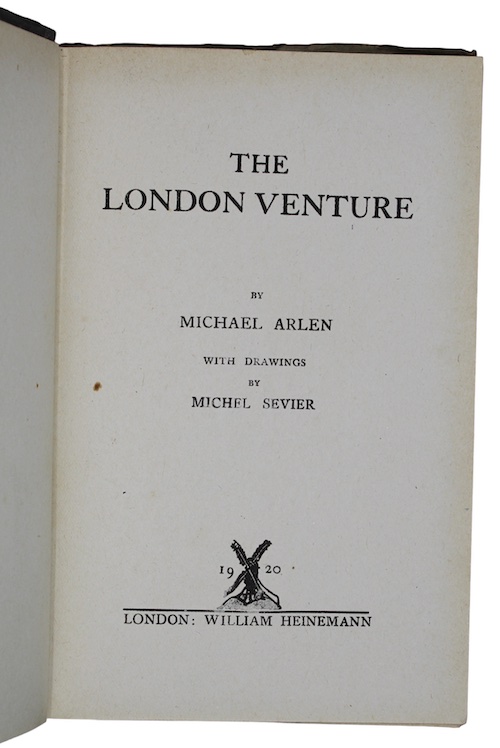 THE
LONDON VENTURE
BY
MICHAEL ARLEN
WITH DRAWINGS
BY
MICHEL SEVIER
19 20
LONDON: WILLIAM HEINEMANN